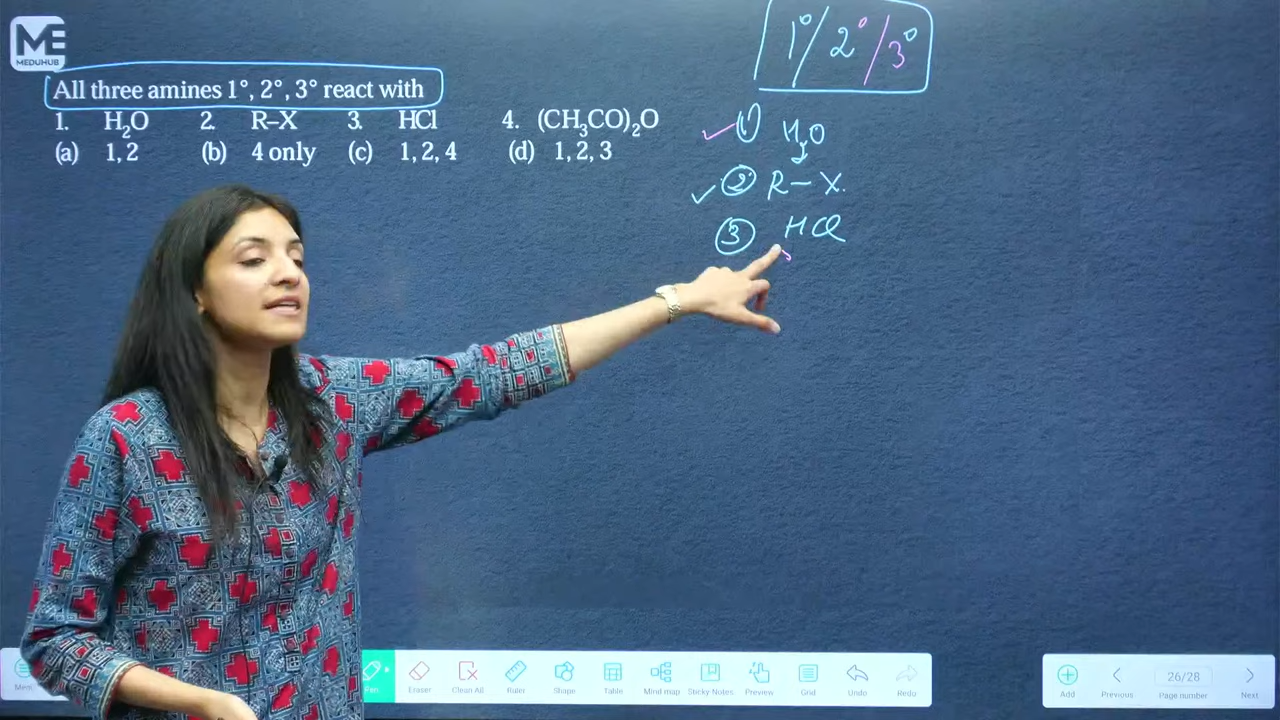 ME
MEDUHUB
All three amines 1°, 2°, 3° react with
1. H₂O 2. R–X 3. HCl 4. (CH₃CO)₂O
(a) 1, 2 (b) 4 only (c) 1, 2, 4 (d) 1, 2, 3
1°/2°/3°
① H₂O
② R–X.
③ HCl
Pen Eraser Clean All Ruler Shape Table Mind map Sticky Notes Preview Grid Undo Redo
Add Previous 26/28 Page number Next